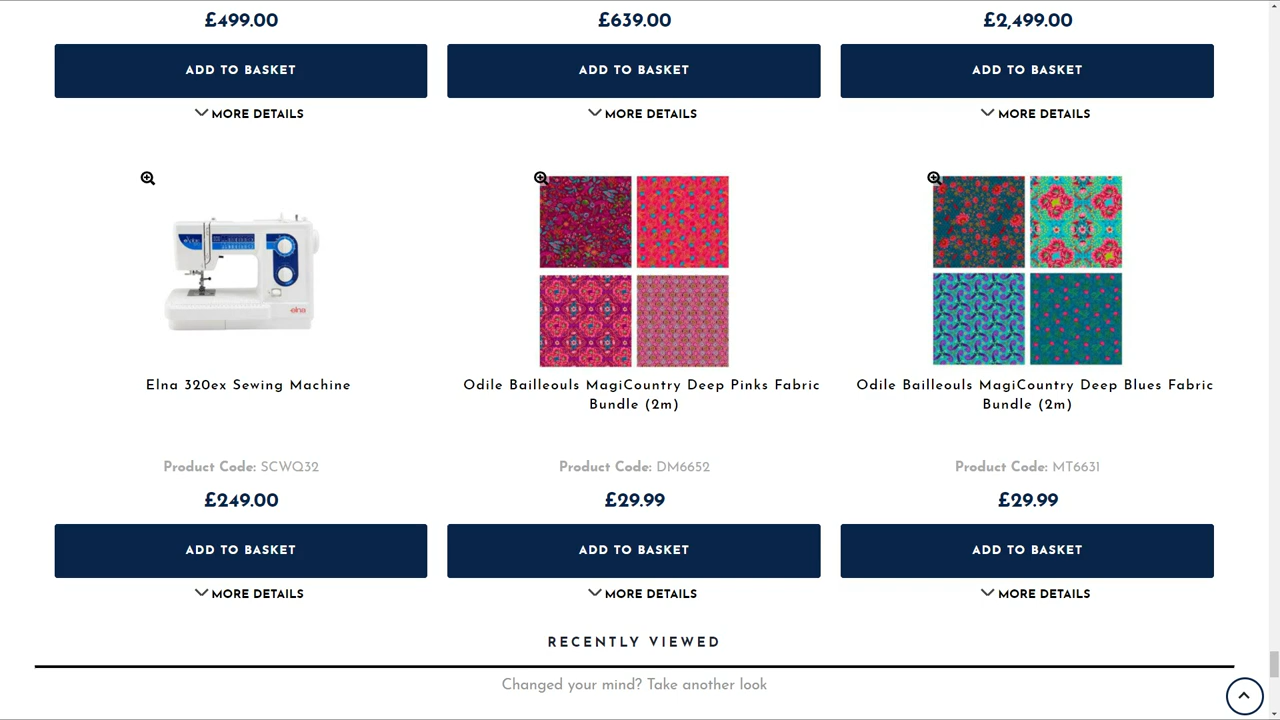 £499.00
£639.00
£2,499.00
ADD TO BASKET
ADD TO BASKET
ADD TO BASKET
MORE DETAILS
MORE DETAILS
MORE DETAILS
elna
Elna 320ex Sewing Machine
Odile Bailleouls MagiCountry Deep Pinks Fabric
Bundle (2m)
Odile Bailleouls MagiCountry Deep Blues Fabric
Bundle (2m)
Product Code: SCWQ32
Product Code: DM6652
Product Code: MT6631
£249.00
£29.99
£29.99
ADD TO BASKET
ADD TO BASKET
ADD TO BASKET
MORE DETAILS
MORE DETAILS
MORE DETAILS
RECENTLY VIEWED
Changed your mind? Take another look